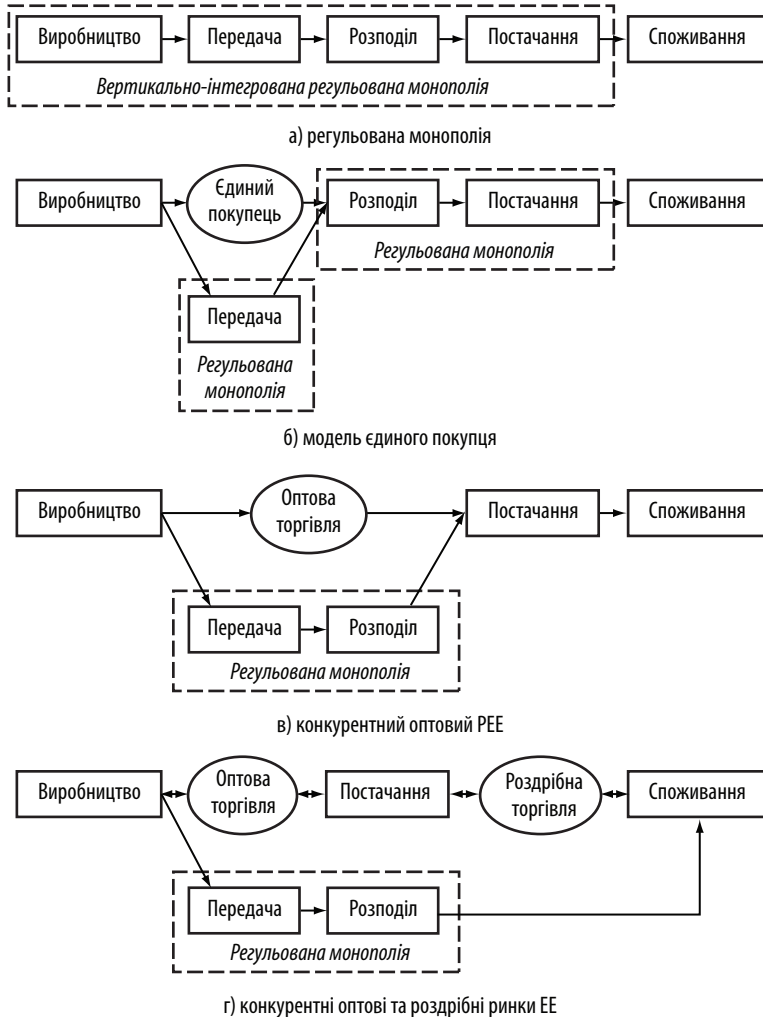 Виробництво Передача Розподіл Постачання Споживання
Вертикально-інтегрована регульована монополія
а) регульована монополія
Виробництво Єдиний покупець Розподіл Постачання Споживання
Регульована монополія
Передача
Регульована
монополія
б) модель єдиного покупця
Виробництво Оптова торгівля Постачання Споживання
Передача Розподіл
Регульована монополія
в) конкурентний оптовий РЕЕ
Виробництво Оптова торгівля Постачання Роздрібна торгівля Споживання
Передача Розподіл
Регульована монополія
г) конкурентні оптові та роздрібні ринки ЕЕ